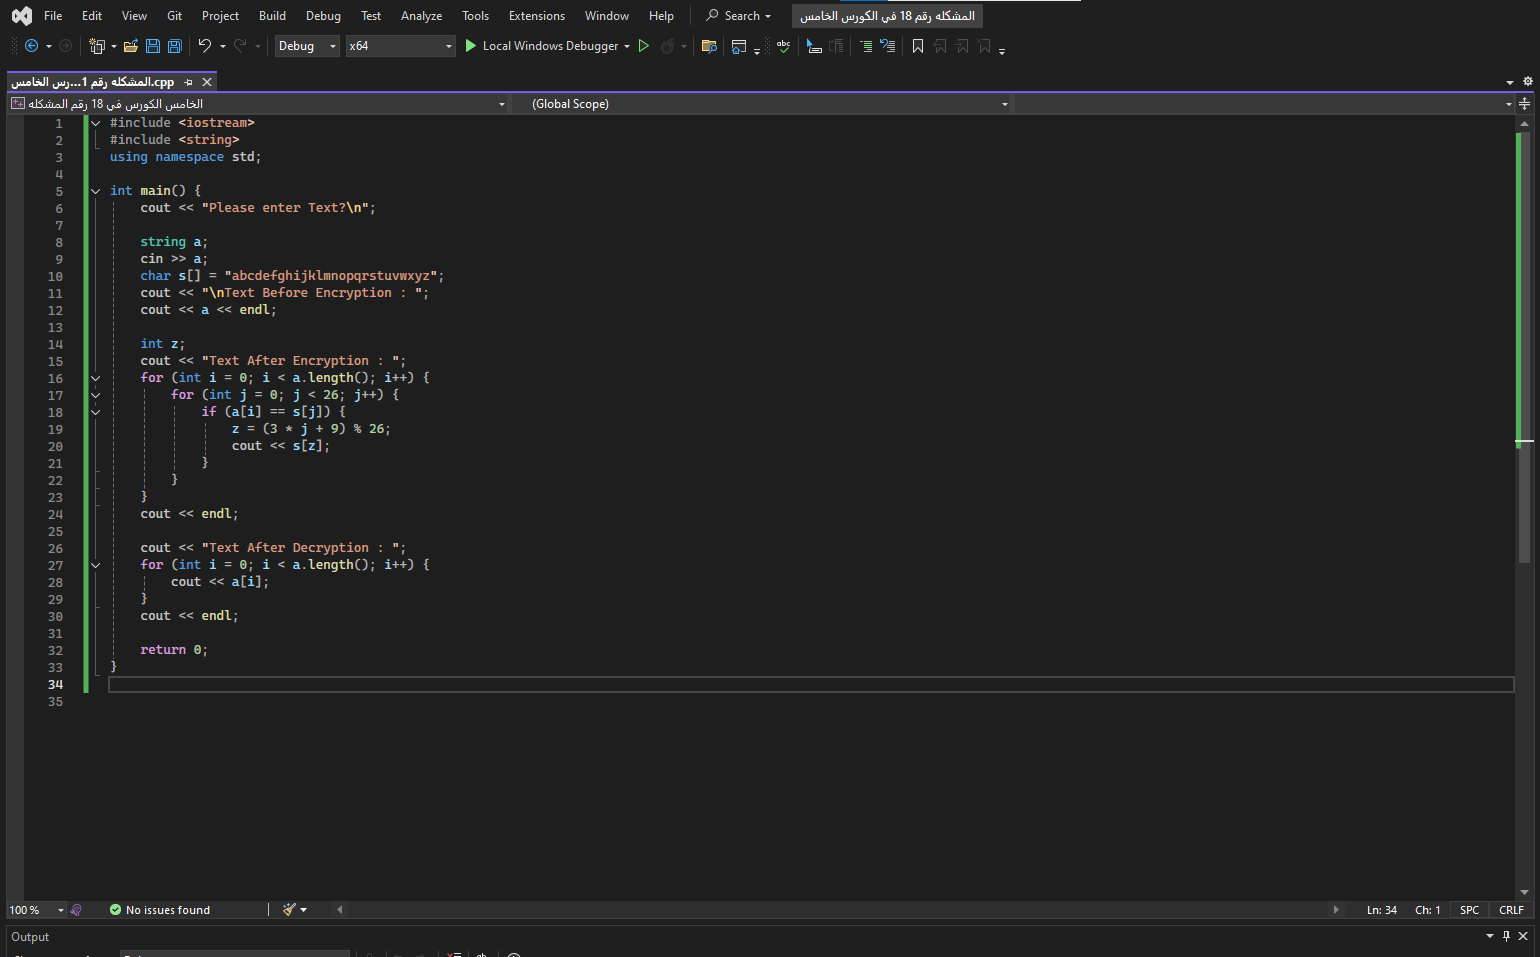 File Edit View Git Project Build Debug Test Analyze Tools Extensions Window Help Search المشكله رقم 18 في الكورس الخامس
Debug x64 Local Windows Debugger
المشكله رقم 1...رس الخامس.cpp
الخامس الكورس في 18 رقم المشكله (Global Scope)
1 #include <iostream>
2 #include <string>
3 using namespace std;
4
5 int main() {
6 cout << "Please enter Text?\n";
7
8 string a;
9 cin >> a;
10 char s[] = "abcdefghijklmnopqrstuvwxyz";
11 cout << "\nText Before Encryption : ";
12 cout << a << endl;
13
14 int z;
15 cout << "Text After Encryption : ";
16 for (int i = 0; i < a.length(); i++) {
17 for (int j = 0; j < 26; j++) {
18 if (a[i] == s[j]) {
19 z = (3 * j + 9) % 26;
20 cout << s[z];
21 }
22 }
23 }
24 cout << endl;
25
26 cout << "Text After Decryption : ";
27 for (int i = 0; i < a.length(); i++) {
28 cout << a[i];
29 }
30 cout << endl;
31
32 return 0;
33 }
34
35
100 % No issues found Ln: 34 Ch: 1 SPC CRLF
Output